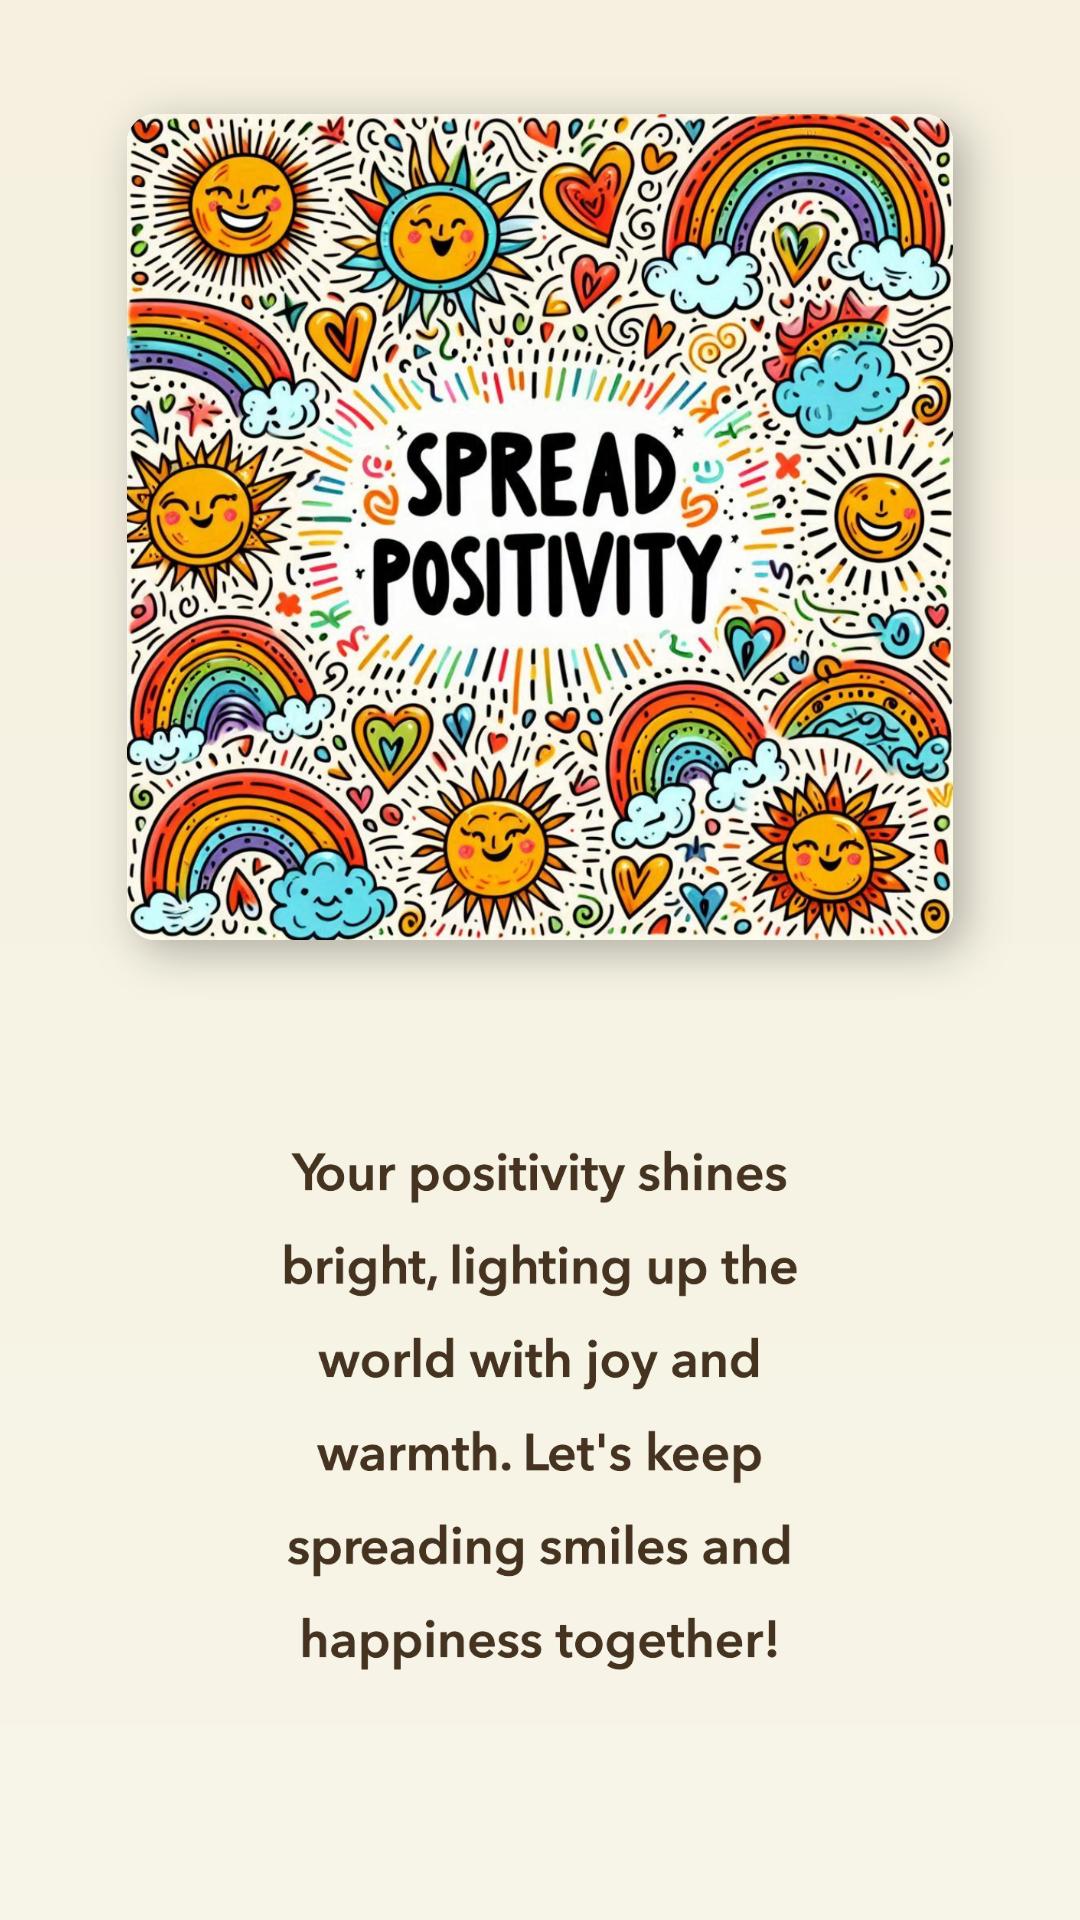 SPREAD
POSITIVITY
Your positivity shines
bright, lighting up the
world with joy and
warmth. Let's keep
spreading smiles and
happiness together!